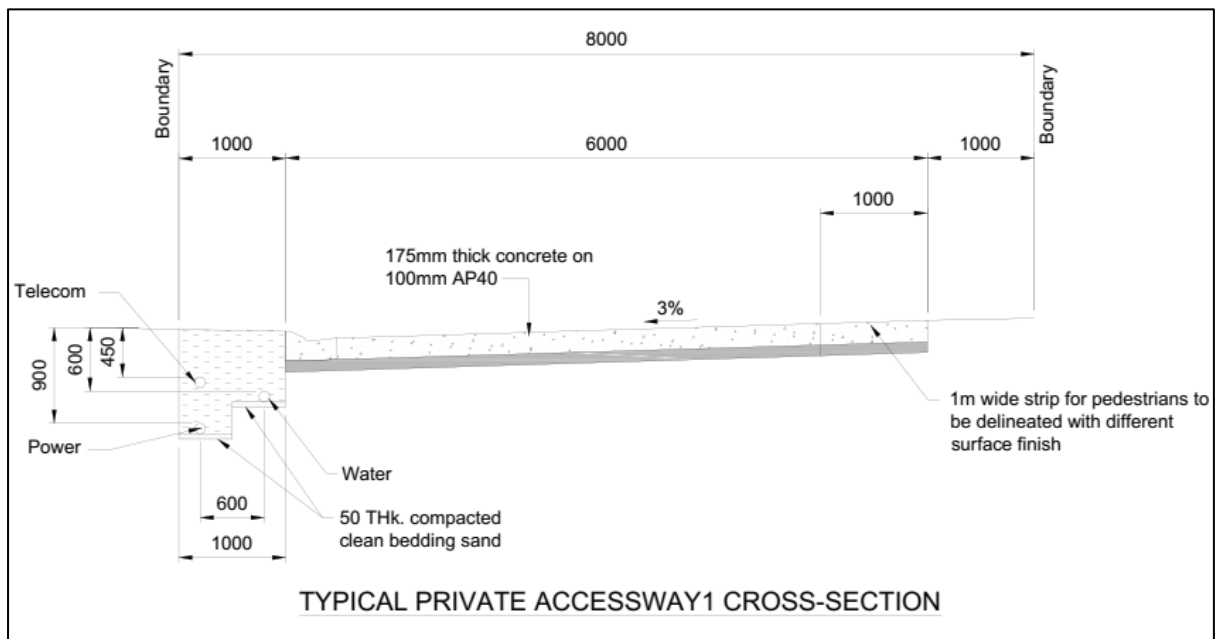 8000
Boundary
Boundary
1000
6000
1000
1000
175mm thick concrete on
100mm AP40
Telecom
3%
900
600
450
1m wide strip for pedestrians to
be delineated with different
surface finish
Power
Water
600
50 THk. compacted
clean bedding sand
1000
TYPICAL PRIVATE ACCESSWAY1 CROSS-SECTION